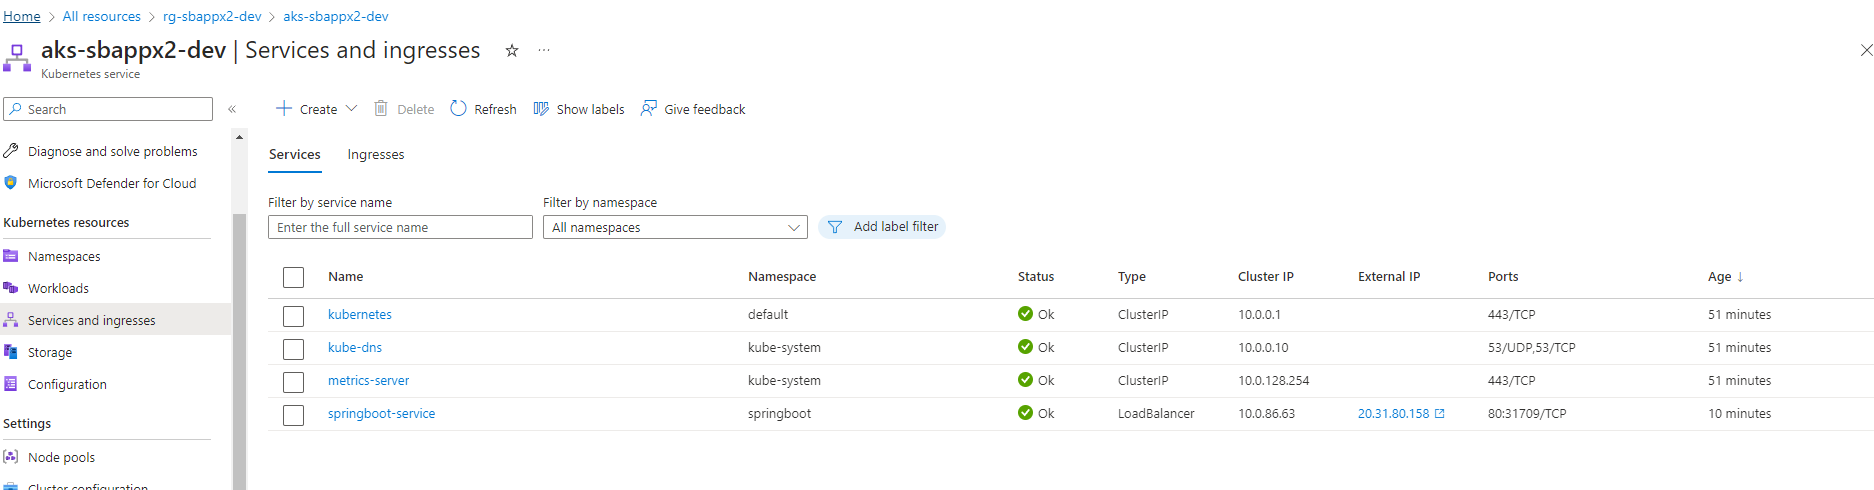 Home > All resources > rg-sbappx2-dev > aks-sbappx2-dev
aks-sbappx2-dev | Services and ingresses
Kubernetes service
Search
Create Delete Refresh Show labels Give feedback
Diagnose and solve problems
Microsoft Defender for Cloud
Kubernetes resources
Namespaces
Workloads
Services and ingresses
Storage
Configuration
Settings
Node pools
Cluster configuration
Services Ingresses
Filter by service name Filter by namespace
Enter the full service name All namespaces Add label filter
Name Namespace Status Type Cluster IP External IP Ports Age ↓
kubernetes default Ok ClusterIP 10.0.0.1 443/TCP 51 minutes
kube-dns kube-system Ok ClusterIP 10.0.0.10 53/UDP,53/TCP 51 minutes
metrics-server kube-system Ok ClusterIP 10.0.128.254 443/TCP 51 minutes
springboot-service springboot Ok LoadBalancer 10.0.86.63 20.31.80.158 80:31709/TCP 10 minutes